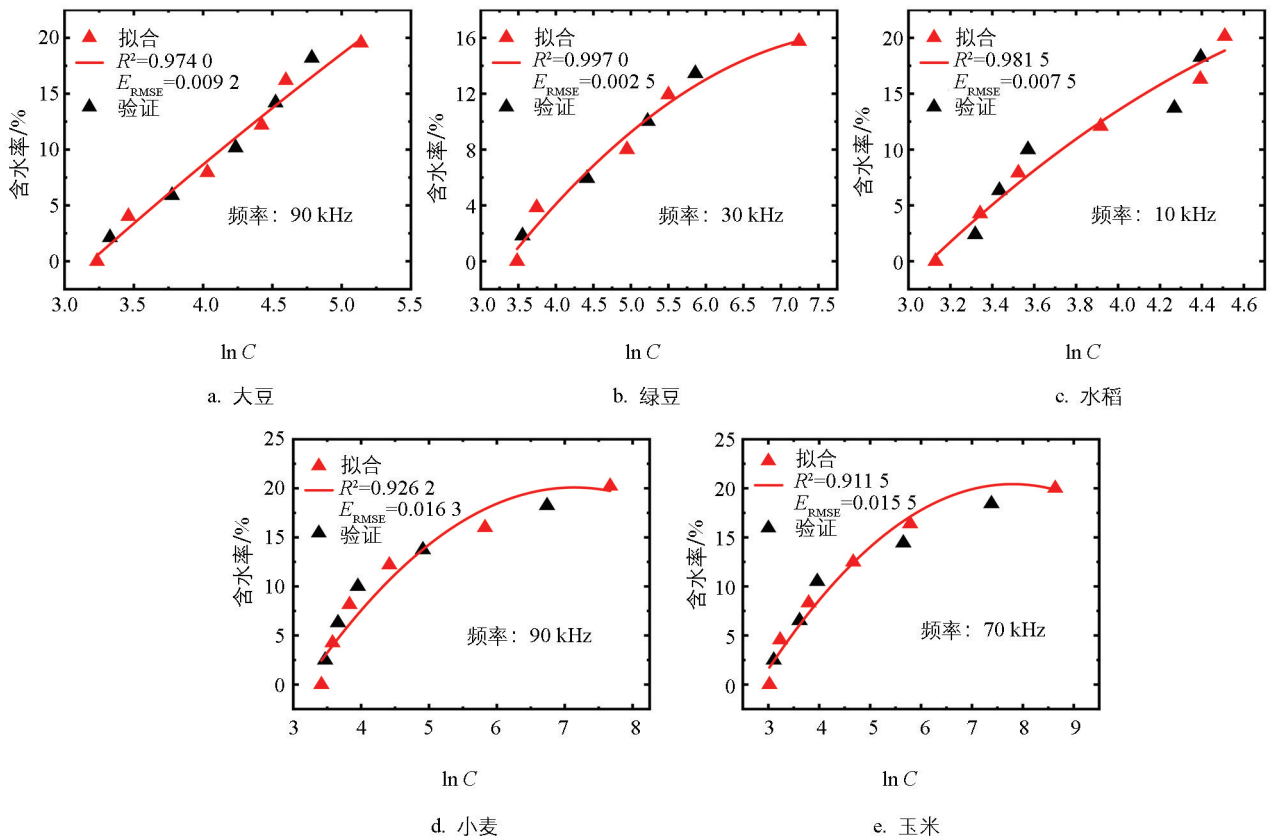 拟合
R²=0.974 0
E_RMSE=0.009 2
验证
频率：90 kHz
含水率/%
20
15
10
5
0
3.0 3.5 4.0 4.5 5.0 5.5
ln C
a. 大豆
拟合
R²=0.997 0
E_RMSE=0.002 5
验证
频率：30 kHz
含水率/%
16
12
8
4
0
3.0 3.5 4.0 4.5 5.0 5.5 6.0 6.5 7.0 7.5
ln C
b. 绿豆
拟合
R²=0.981 5
E_RMSE=0.007 5
验证
频率：10 kHz
含水率/%
20
15
10
5
0
3.0 3.2 3.4 3.6 3.8 4.0 4.2 4.4 4.6
ln C
c. 水稻
拟合
R²=0.926 2
E_RMSE=0.016 3
验证
频率：90 kHz
含水率/%
25
20
15
10
5
0
3 4 5 6 7 8
ln C
d. 小麦
拟合
R²=0.911 5
E_RMSE=0.015 5
验证
频率：70 kHz
含水率/%
25
20
15
10
5
0
3 4 5 6 7 8 9
ln C
e. 玉米